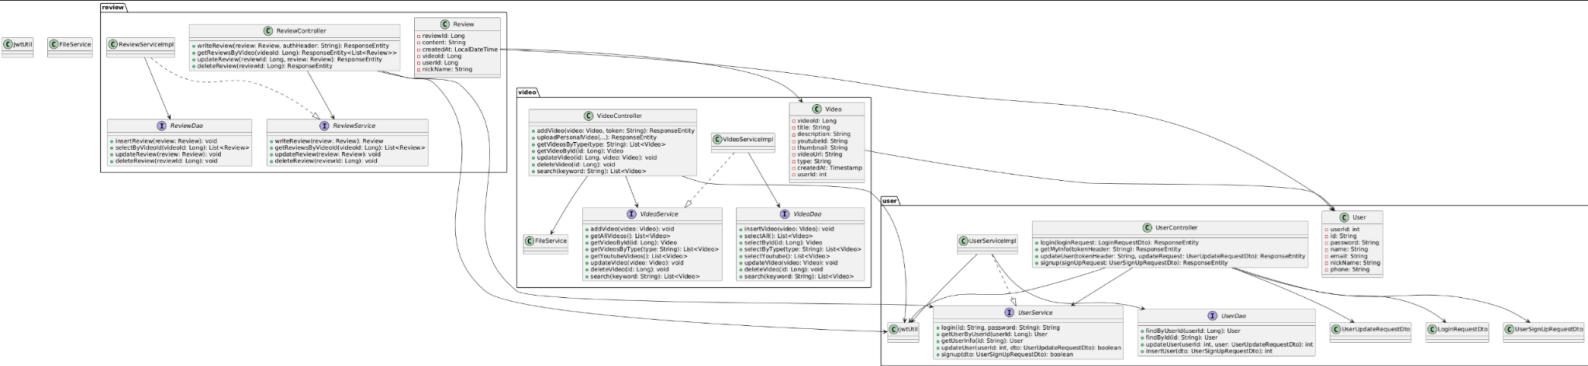 review
JwtUtil
FileService
C
ReviewServiceImpl
ReviewController
writeReview(review: Review, authHeader: String): ResponseEntity
getReviewsByVideo(videoId: Long): ResponseEntity<List<Review>>
updateReview(reviewId: Long, review: Review): ResponseEntity
deleteReview(reviewId: Long): ResponseEntity
Review
reviewId: Long
content: String
createdAt: LocalDateTime
videoId: Long
userId: Long
nickName: String
I
ReviewDao
insertReview(review: Review): void
selectByVideoId(videoId: Long): List<Review>
updateReview(review: Review): void
deleteReview(reviewId: Long): void
ReviewService
writeReview(review: Review): Review
getReviewsByVideoId(videoId: Long): List<Review>
updateReview(review: Review): void
deleteReview(reviewId: Long): void
video
VideoController
addVideo(video: Video, token: String): ResponseEntity
uploadPersonalVideo(...): ResponseEntity
getVideosByType(type: String): List<Video>
getVideoById(id: Long): Video
updateVideo(id: Long, video: Video): void
deleteVideo(id: Long): void
search(keyword: String): List<Video>
VideoServiceImpl
Video
videoId: Long
title: String
description: String
youtubeId: String
thumbnail: String
videoUrl: String
type: String
createdAt: Timestamp
userId: int
FileService
VideoService
addVideo(video: Video): void
getAllVideos(): List<Video>
getVideoById(id: Long): Video
getVideosByType(type: String): List<Video>
getYoutubeVideos(): List<Video>
updateVideo(video: Video): void
deleteVideo(id: Long): void
search(keyword: String): List<Video>
VideoDao
insertVideo(video: Video): void
selectAll(): List<Video>
selectById(id: Long): Video
selectByType(type: String): List<Video>
selectYoutube(): List<Video>
updateVideo(video: Video): void
deleteVideo(id: Long): void
search(keyword: String): List<Video>
user
UserServiceImpl
UserController
login(loginRequest: LoginRequestDto): ResponseEntity
getMyInfo(tokenHeader: String): ResponseEntity
updateUser(tokenHeader: String, updateRequest: UserUpdateRequestDto): ResponseEntity
signup(signUpRequest: UserSignUpRequestDto): ResponseEntity
User
userId: int
id: String
password: String
name: String
email: String
nickName: String
phone: String
JwtUtil
UserService
login(id: String, password: String): String
getUserByUserId(userId: Long): User
getUserInfo(id: String): User
updateUser(userId: int, dto: UserUpdateRequestDto): boolean
signup(dto: UserSignUpRequestDto): boolean
UserDao
findByUserId(userId: Long): User
findById(id: String): User
updateUser(userId: int, user: UserUpdateRequestDto): int
insertUser(dto: UserSignUpRequestDto): int
UserUpdateRequestDto
LoginRequestDto
UserSignUpRequestDto